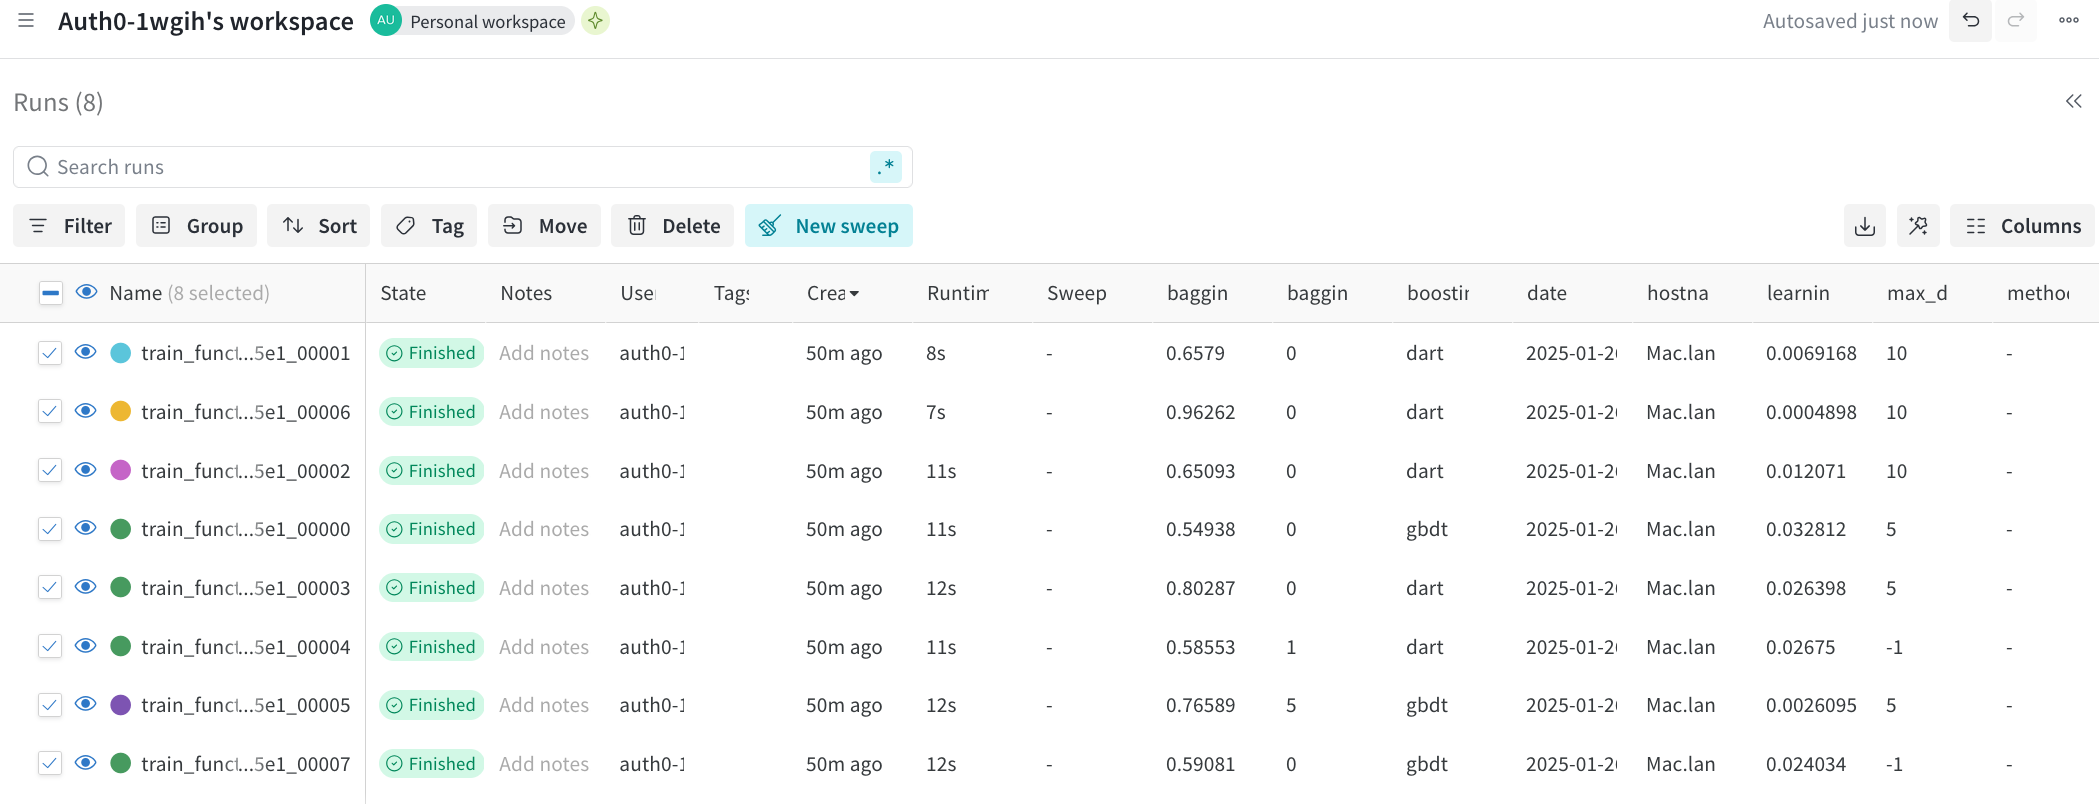 Auth0-1wgih's workspace AU Personal workspace Autosaved just now
Runs (8)
Search runs .*
Filter Group Sort Tag Move Delete New sweep Columns
Name (8 selected) State Notes User Tags Crea Runtim Sweep baggin baggin boostin date hostna learnin max_d metho
train_funct...5e1_00001 Finished Add notes auth0-1 50m ago 8s - 0.6579 0 dart 2025-01-20 Mac.lan 0.0069168 10 -
train_funct...5e1_00006 Finished Add notes auth0-1 50m ago 7s - 0.96262 0 dart 2025-01-20 Mac.lan 0.0004898 10 -
train_funct...5e1_00002 Finished Add notes auth0-1 50m ago 11s - 0.65093 0 dart 2025-01-20 Mac.lan 0.012071 10 -
train_funct...5e1_00000 Finished Add notes auth0-1 50m ago 11s - 0.54938 0 gbdt 2025-01-20 Mac.lan 0.032812 5 -
train_funct...5e1_00003 Finished Add notes auth0-1 50m ago 12s - 0.80287 0 dart 2025-01-20 Mac.lan 0.026398 5 -
train_funct...5e1_00004 Finished Add notes auth0-1 50m ago 11s - 0.58553 1 dart 2025-01-20 Mac.lan 0.02675 -1 -
train_funct...5e1_00005 Finished Add notes auth0-1 50m ago 12s - 0.76589 5 gbdt 2025-01-20 Mac.lan 0.0026095 5 -
train_funct...5e1_00007 Finished Add notes auth0-1 50m ago 12s - 0.59081 0 gbdt 2025-01-20 Mac.lan 0.024034 -1 -